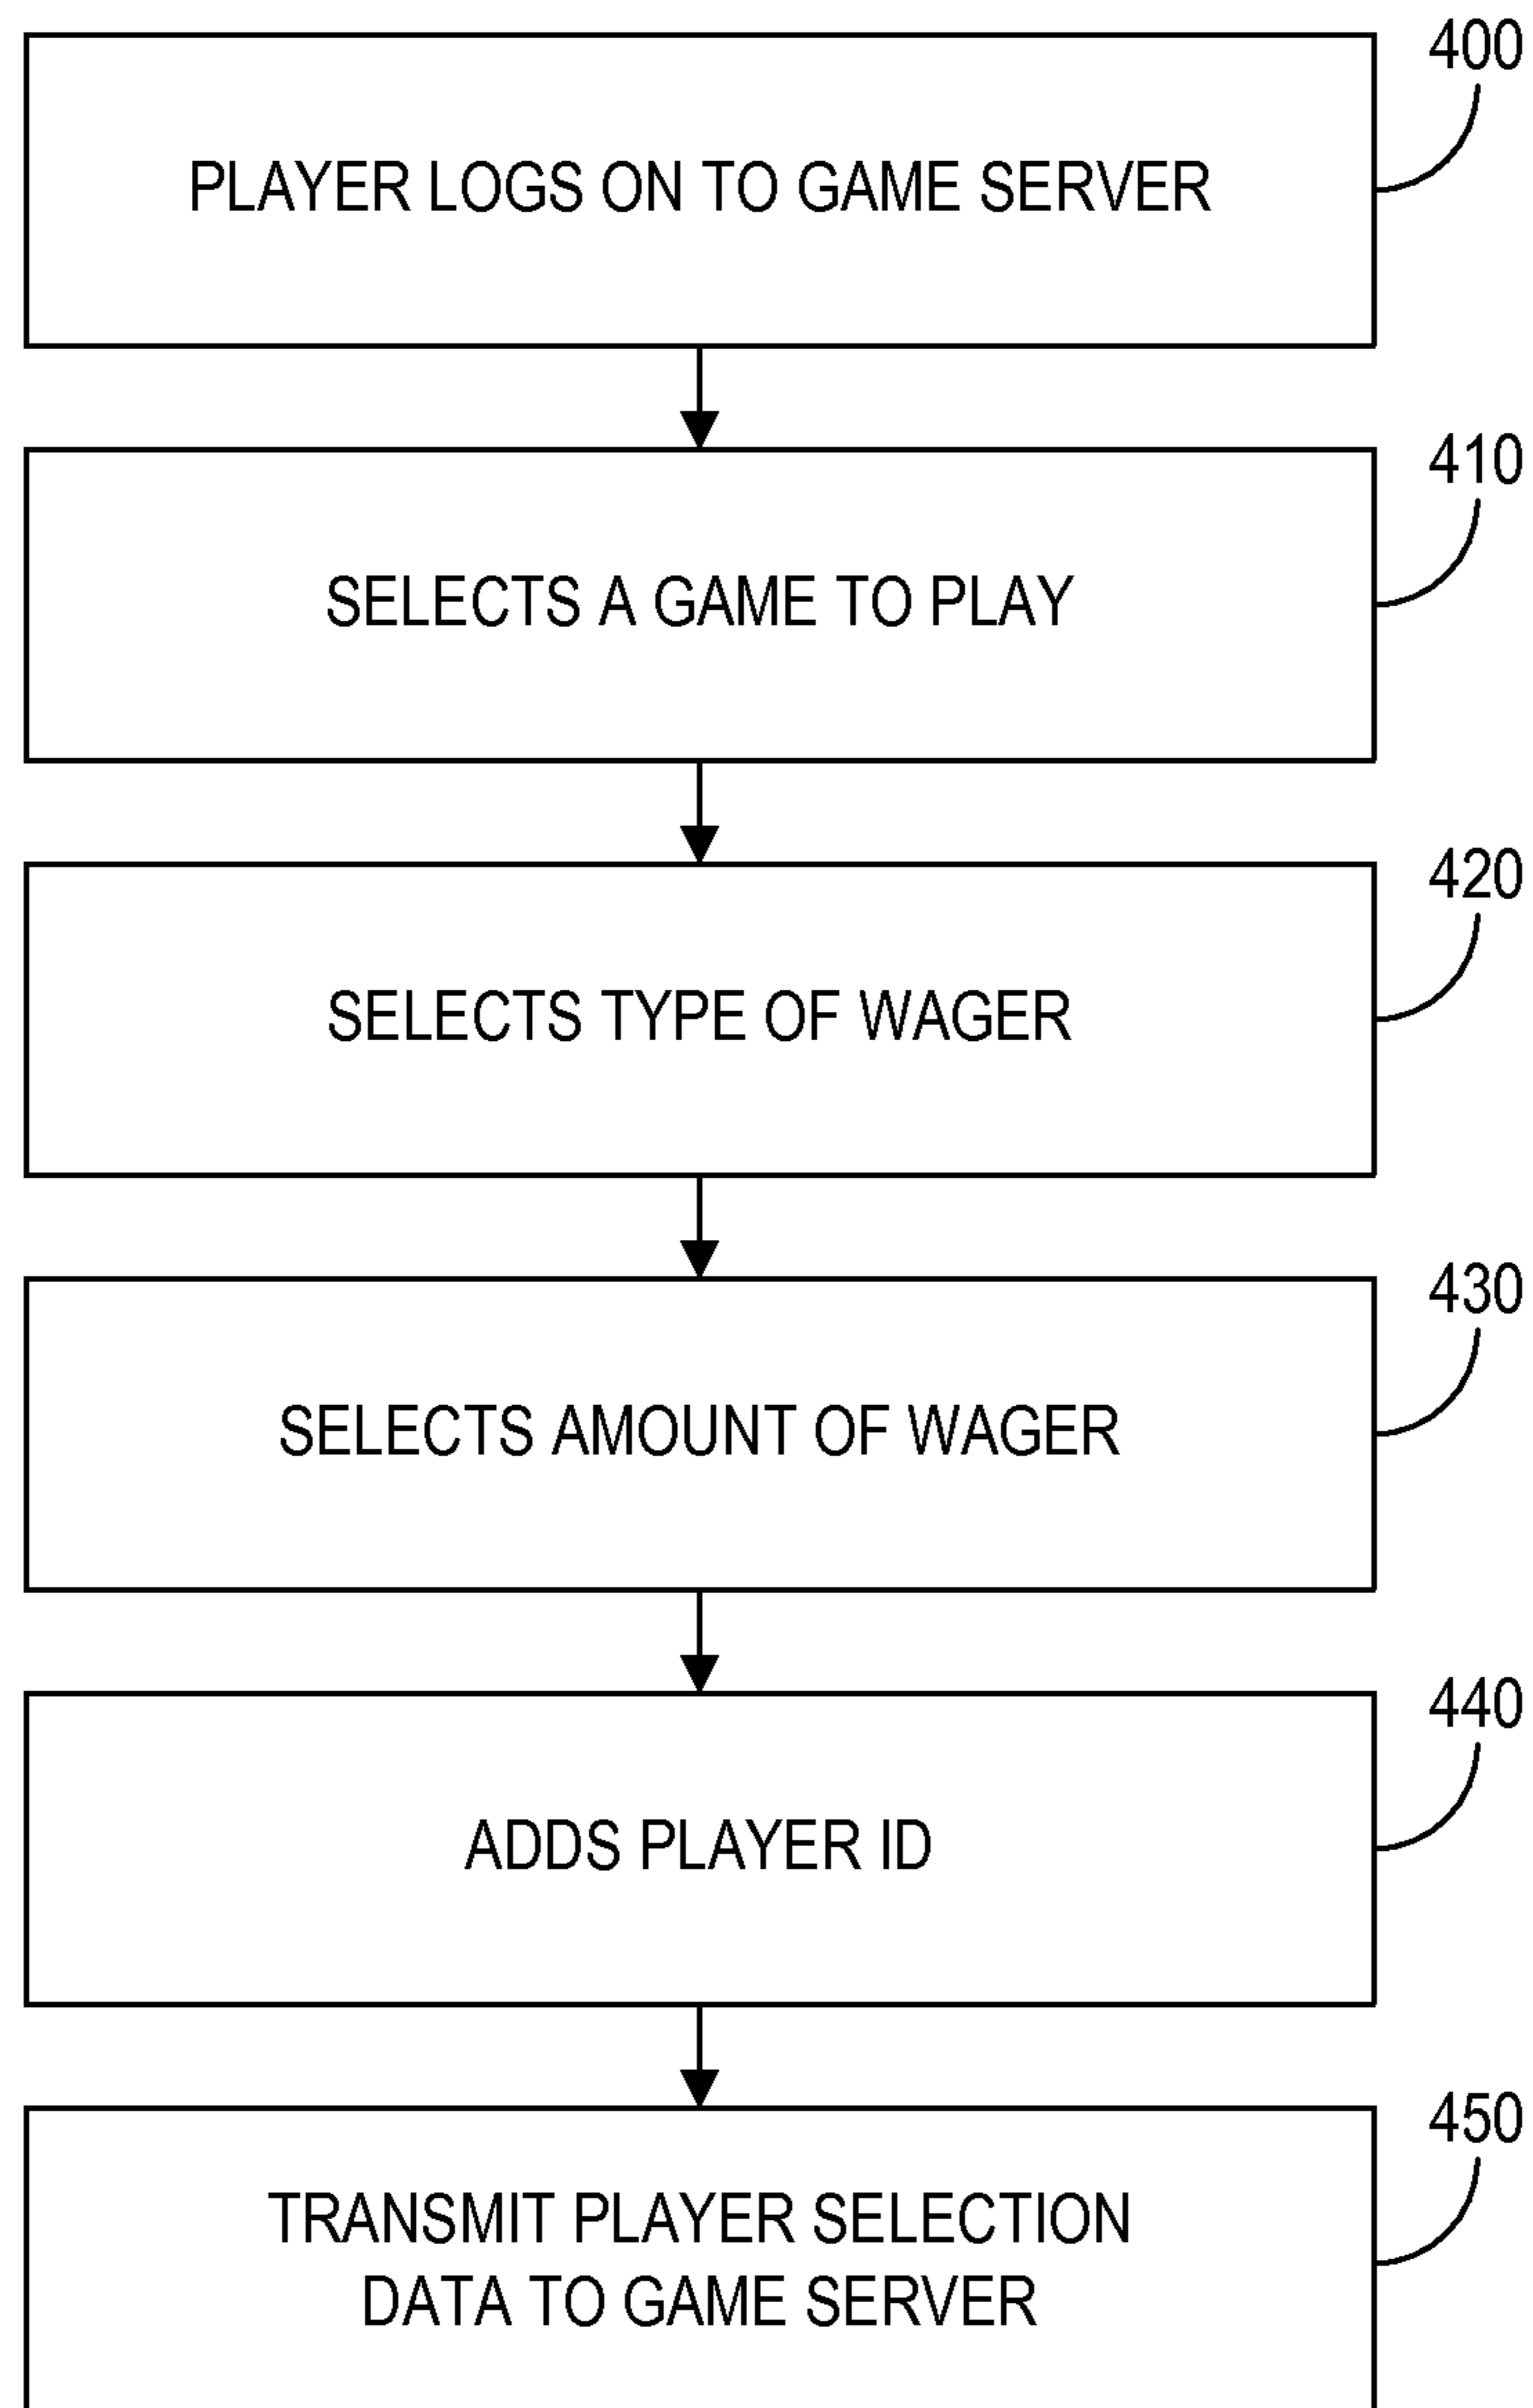 400
PLAYER LOGS ON TO GAME SERVER
410
SELECTS A GAME TO PLAY
420
SELECTS TYPE OF WAGER
430
SELECTS AMOUNT OF WAGER
440
ADDS PLAYER ID
450
TRANSMIT PLAYER SELECTION
DATA TO GAME SERVER